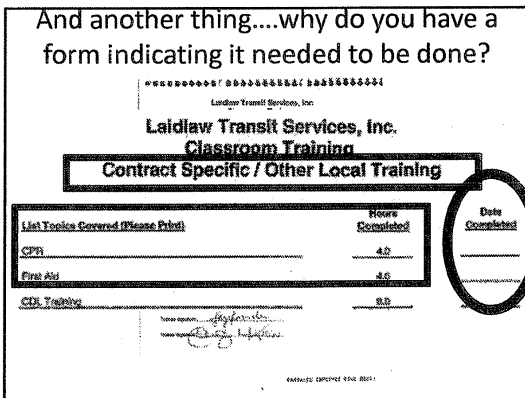 And another thing....why do you have a
form indicating it needed to be done?
Laidlaw Transit Services, Inc.
Laidlaw Transit Services, Inc.
Classroom Training
Contract Specific / Other Local Training
List Topics Covered (Please Print) Hours Completed Date Completed
CPR 4.0
First Aid 4.0
CDL Training 8.0